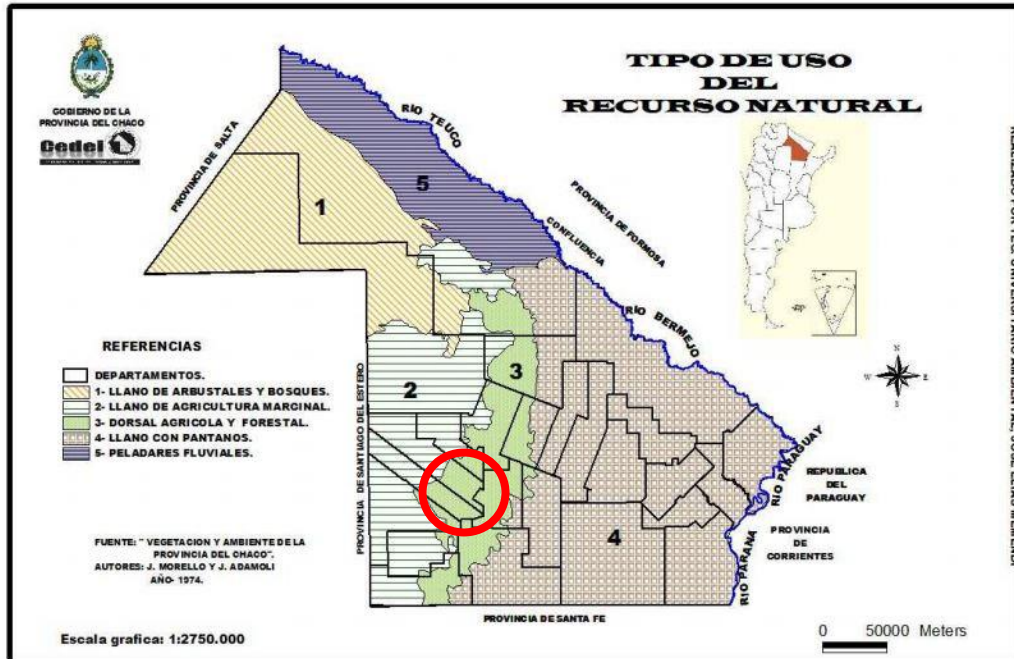 TIPO DE USO
DEL
RECURSO NATURAL
GOBIERNO DE LA
PROVINCIA DEL CHACO
Cedel
PROVINCIA DE SALTA
RÍO TEUCO
PROVINCIA DE FORMOSA
CONFLUENCIA
RÍO BERMEJO
1
5
2
3
4
REFERENCIAS
DEPARTAMENTOS.
1- LLANO DE ARBUSTALES Y BOSQUES.
2- LLANO DE AGRICULTURA MARGINAL.
3- DORSAL AGRICOLA Y FORESTAL.
4- LLANO CON PANTANOS.
5- PELADARES FLUVIALES.
PROVINCIA DE SANTIAGO DEL ESTERO
N
E
S
RIO PARAGUAY
REPUBLICA
DEL
PARAGUAY
PROVINCIA
DE
CORRIENTES
RIO PARANA
FUENTE: " VEGETACION Y AMBIENTE DE LA
PROVINCIA DEL CHACO".
AUTORES: J. MORELLO Y J. ADAMOLI
AÑO- 1974.
PROVINCIA DE SANTA FE
Escala grafica: 1:2750.000
0 50000 Meters